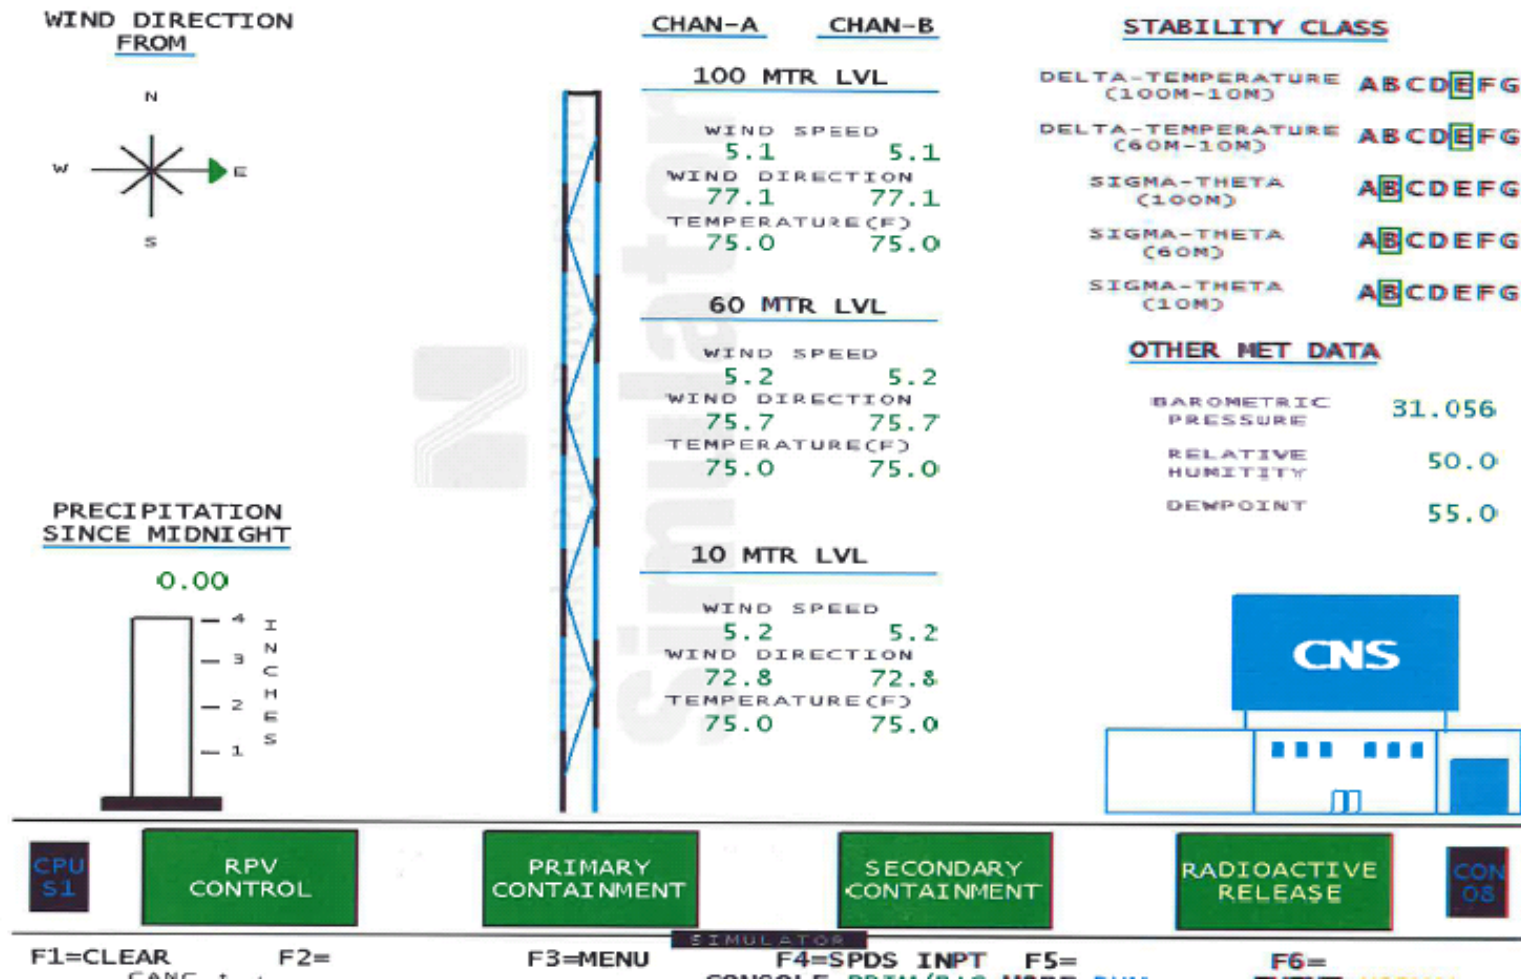 WIND DIRECTION
FROM
N
W
E
S
PRECIPITATION
SINCE MIDNIGHT
0.00
4
3
2
1
INCHES
CHAN-A CHAN-B
100 MTR LVL
WIND SPEED
5.1 5.1
WIND DIRECTION
77.1 77.1
TEMPERATURE(F)
75.0 75.0
60 MTR LVL
WIND SPEED
5.2 5.2
WIND DIRECTION
75.7 75.7
TEMPERATURE(F)
75.0 75.0
10 MTR LVL
WIND SPEED
5.2 5.2
WIND DIRECTION
72.8 72.8
TEMPERATURE(F)
75.0 75.0
Simulator
STABILITY CLASS
DELTA-TEMPERATURE ABCDEFG
(100M-10M)
DELTA-TEMPERATURE ABCDEFG
(60M-10M)
SIGMA-THETA ABCDEFG
(100M)
SIGMA-THETA ABCDEFG
(60M)
SIGMA-THETA ABCDEFG
(10M)
OTHER MET DATA
BAROMETRIC
PRESSURE 31.056
RELATIVE
HUMITITY 50.0
DEWPOINT 55.0
CNS
CPU
S1
RPV
CONTROL
PRIMARY
CONTAINMENT
SECONDARY
CONTAINMENT
RADIOACTIVE
RELEASE
CON
08
SIMULATOR
F1=CLEAR F2= F3=MENU F4=SPDS INPT F5= F6=